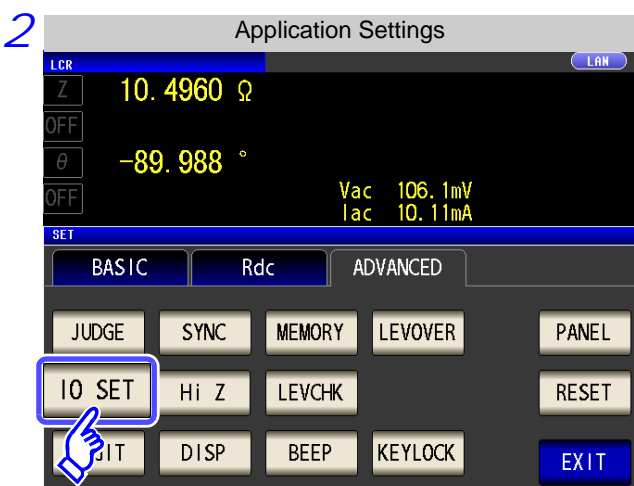 2
Application Settings
LCR
LAN
Z 10.4960 Ω
OFF
θ -89.988 °
OFF
Vac 106.1mV
Iac 10.11mA
SET
BASIC Rdc ADVANCED
JUDGE SYNC MEMORY LEVOVER PANEL
IO SET Hi Z LEVCHK RESET
DISP BEEP KEYLOCK EXIT